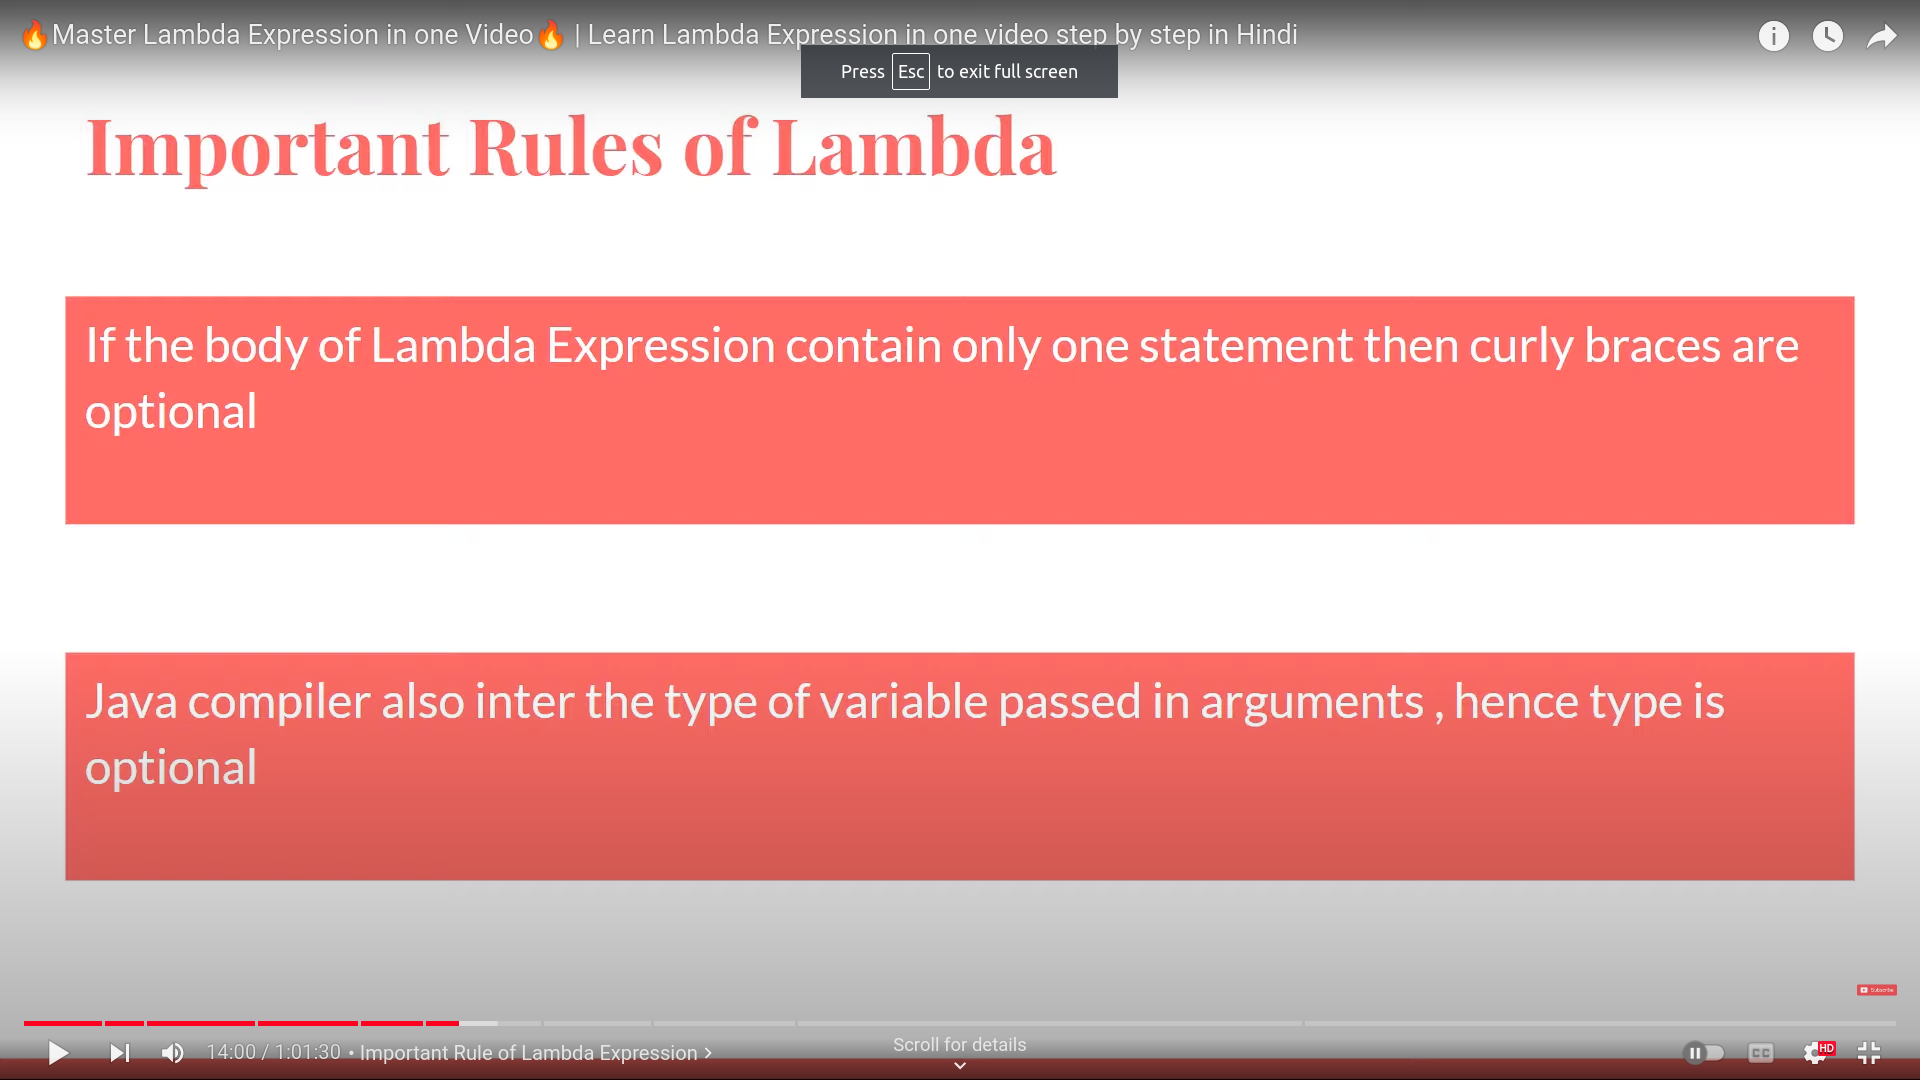 🔥Master Lambda Expression in one Video🔥 | Learn Lambda Expression in one video step by step in Hindi
Press Esc to exit full screen
Important Rules of Lambda
If the body of Lambda Expression contain only one statement then curly braces are
optional
Java compiler also inter the type of variable passed in arguments , hence type is
optional
Subscribe
14:00 / 1:01:30 • Important Rule of Lambda Expression >
Scroll for details
CC
HD